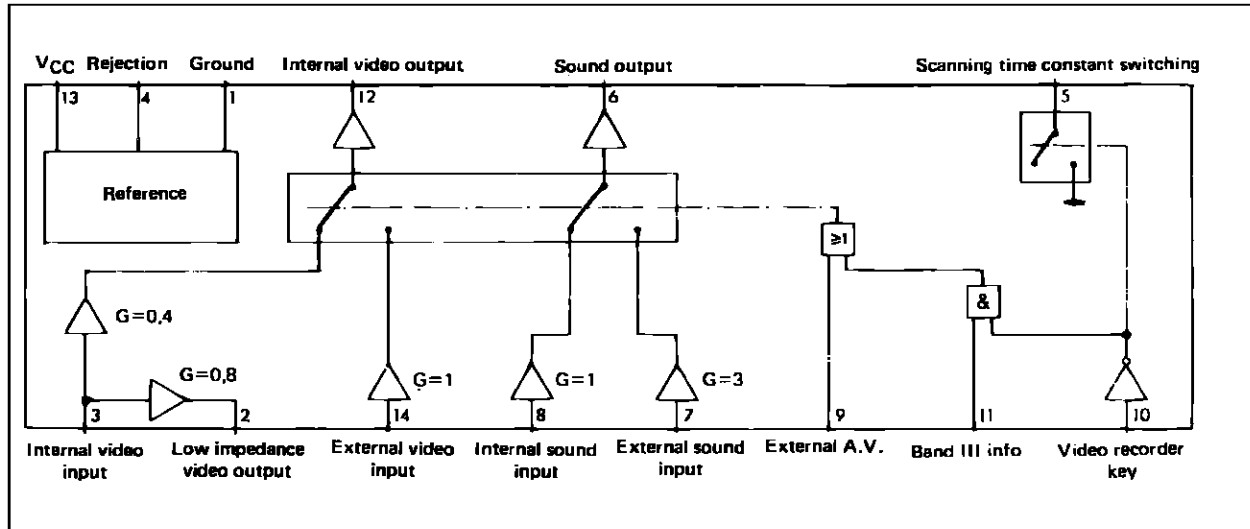 VCC Rejection Ground Internal video output Sound output Scanning time constant switching
13 4 1 12 6 5
Reference
≥1
&
G=0,4
G=0,8
G=1 G=1 G=3
3 2 14 8 7 9 11 10
Internal video input
Low impedance video output
External video input
Internal sound input
External sound input
External A.V.
Band III info
Video recorder key